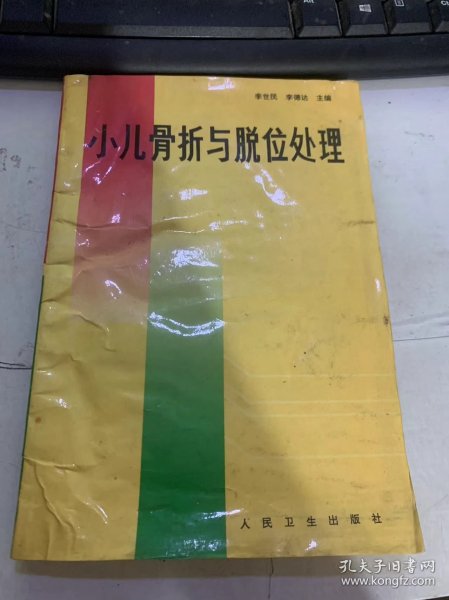 李世民 李德达 主编
小儿骨折与脱位处理
人民卫生出版社
孔夫子旧书网
www.kongfz.com